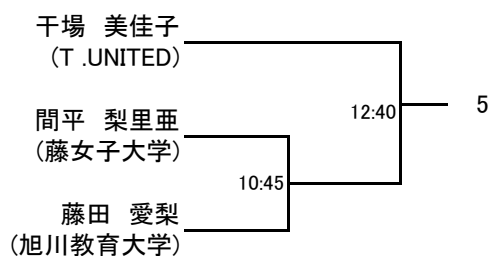 干場　美佳子
(T .UNITED)
12:40
5
間平　梨里亜
(藤女子大学)
10:45
藤田　愛梨
(旭川教育大学)